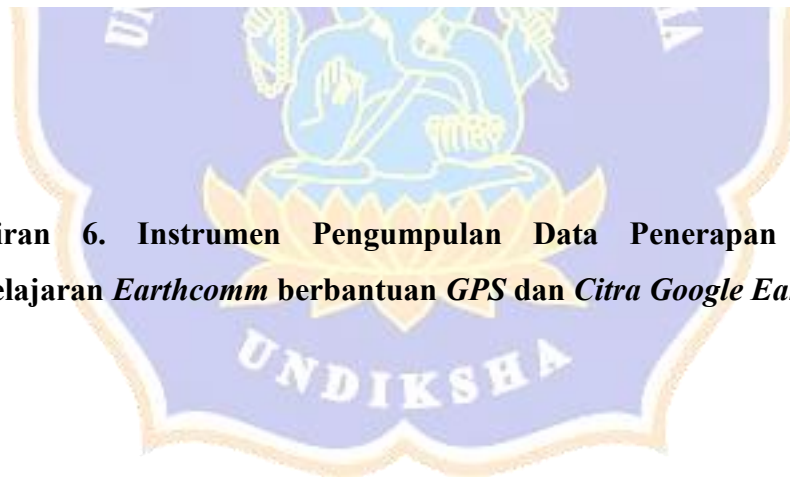 iran 6. Instrumen Pengumpulan Data Penerapan
elajaran Earthcomm berbantuan GPS dan Citra Google Ea
UNDIKSHA